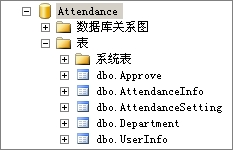 Attendance
数据库关系图
表
系统表
dbo.Approve
dbo.AttendanceInfo
dbo.AttendanceSetting
dbo.Department
dbo.UserInfo